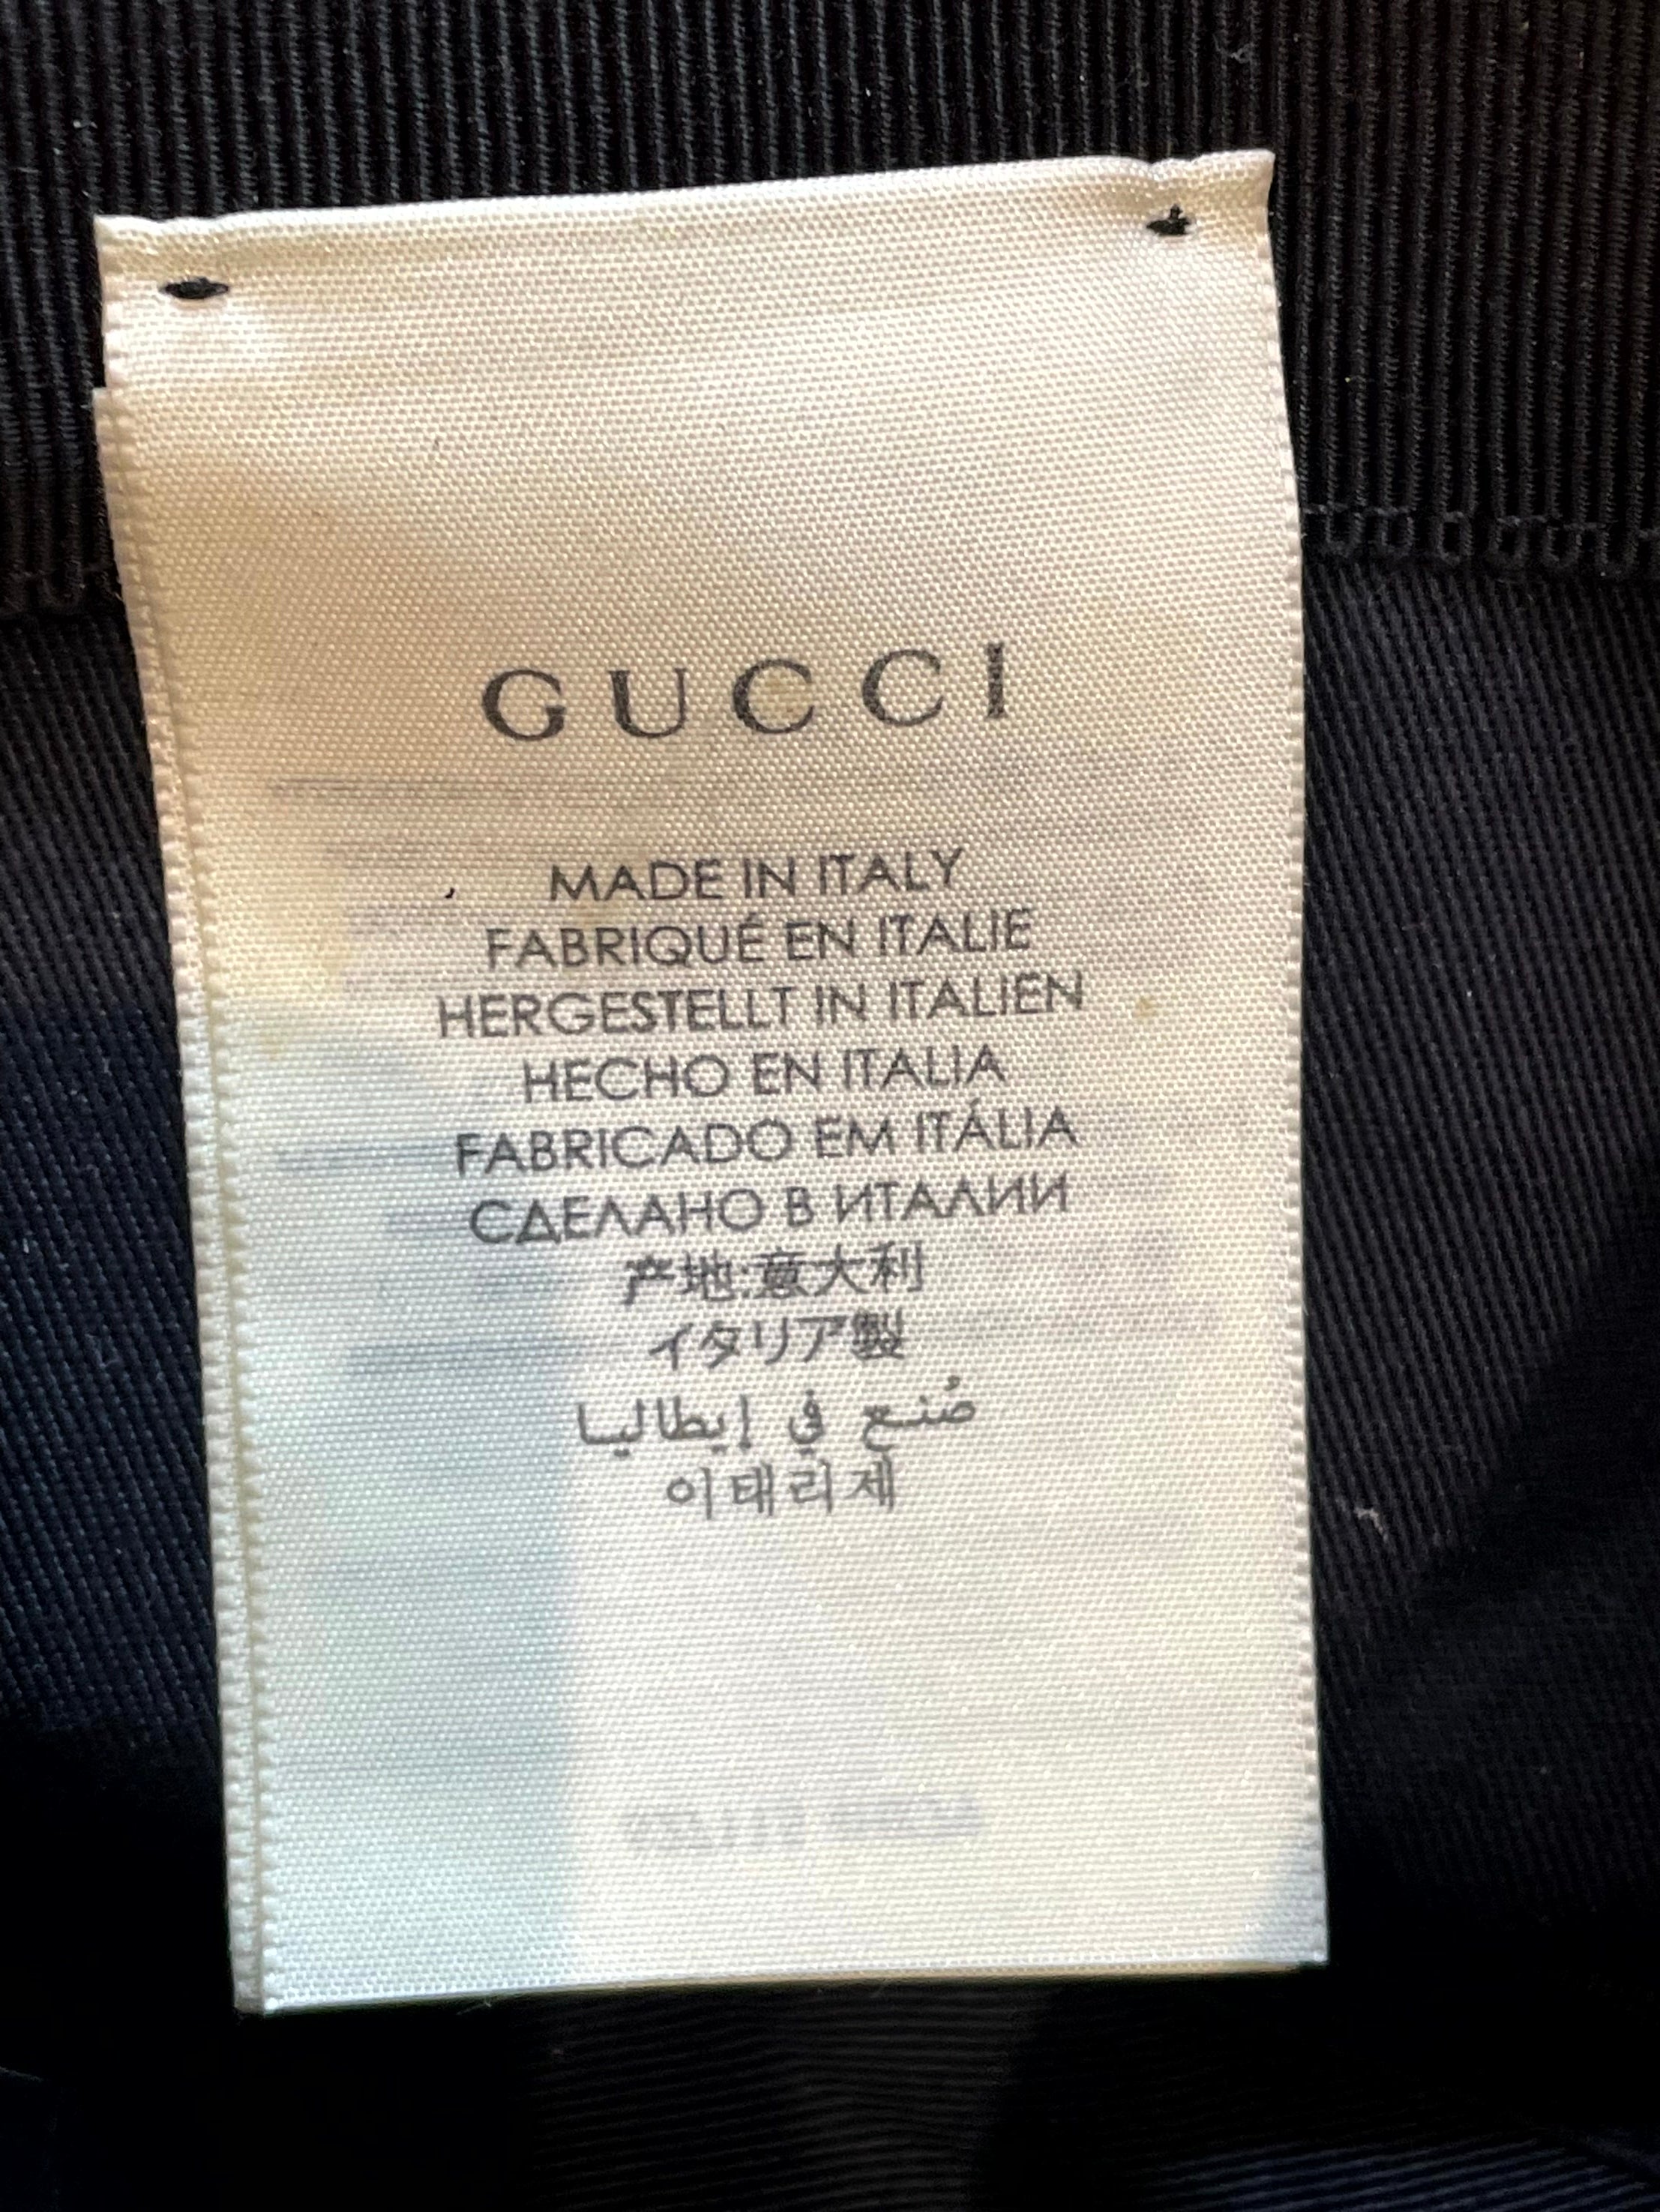 GUCCI
MADE IN ITALY
FABRIQUÉ EN ITALIE
HERGESTELLT IN ITALIEN
HECHO EN ITALIA
FABRICADO EM ITÁLIA
СДЕЛАНО В ИТАЛИИ
产地:意大利
イタリア製
صُنع في إيطاليا
이태리제